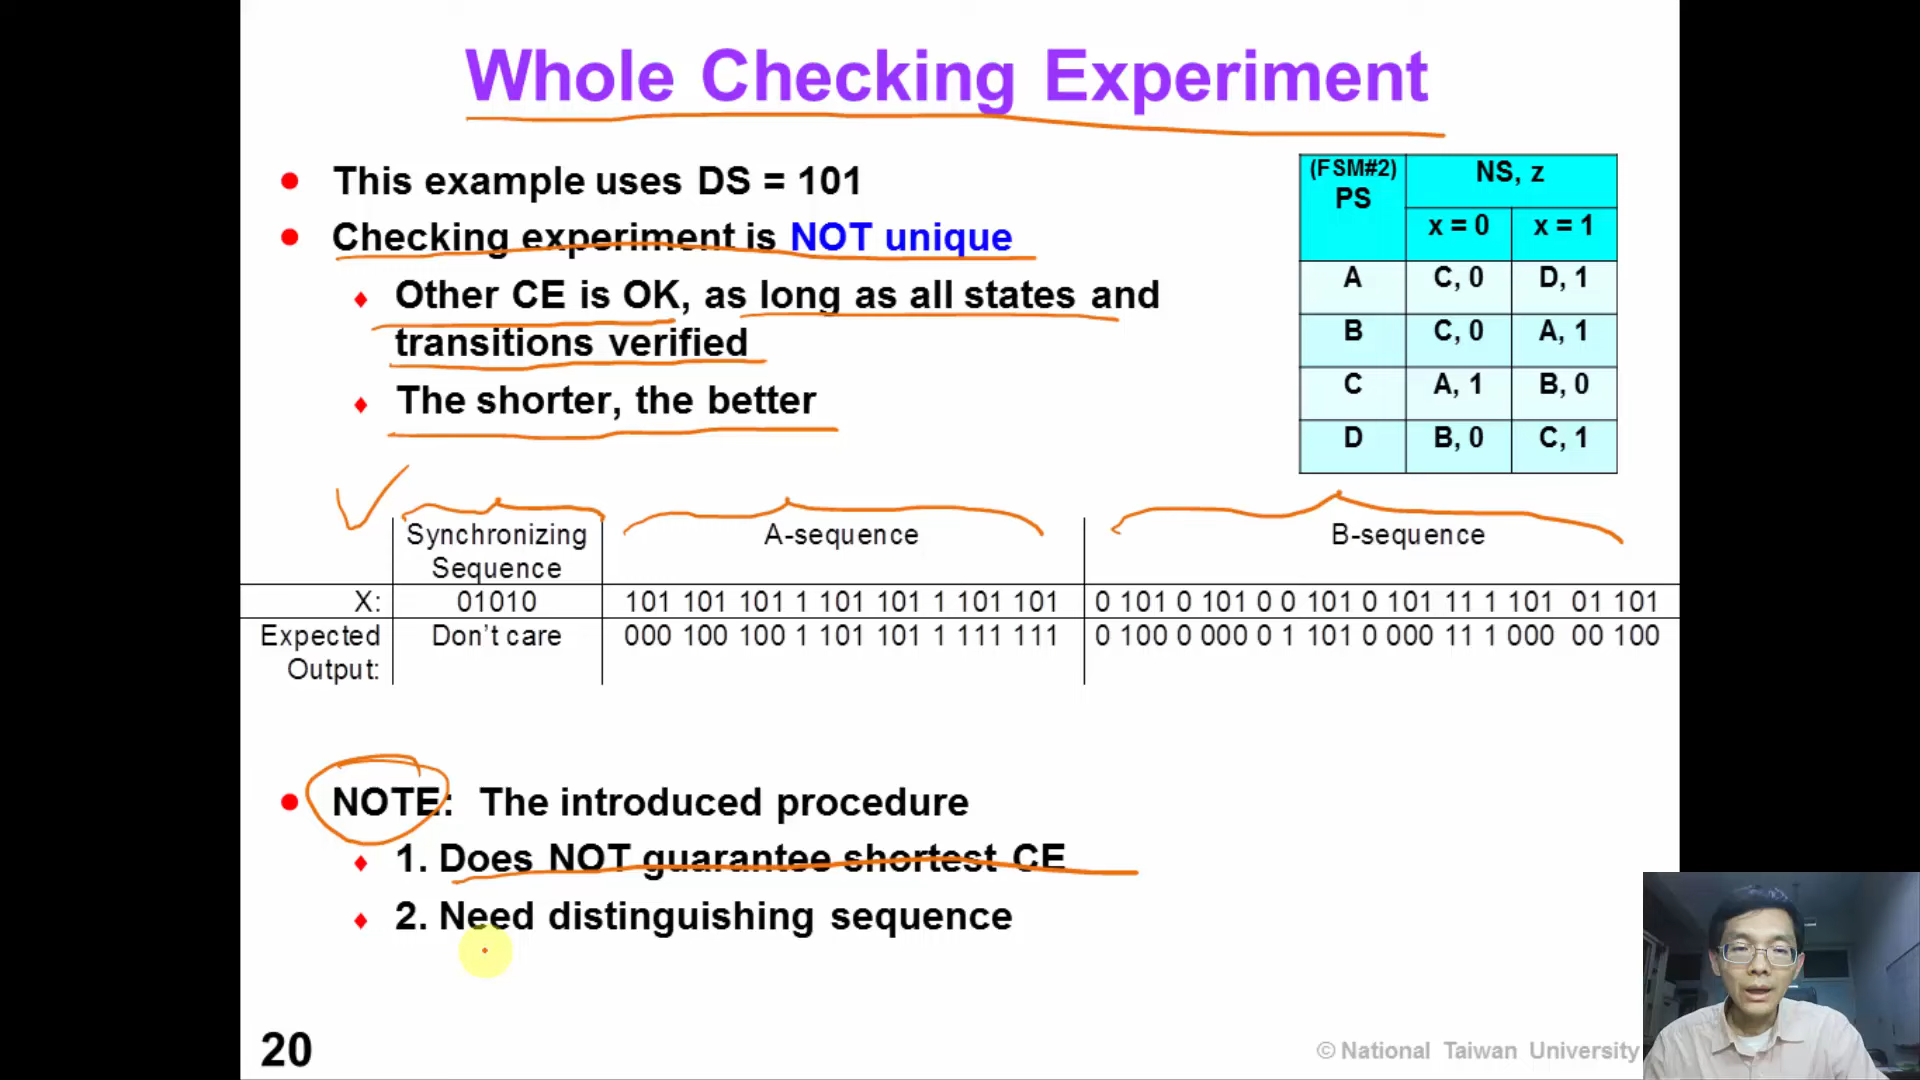 Whole Checking Experiment
This example uses DS = 101
Checking experiment is NOT unique
Other CE is OK, as long as all states and
transitions verified
The shorter, the better
(FSM#2) NS, z
PS
x = 0 x = 1
A C, 0 D, 1
B C, 0 A, 1
C A, 1 B, 0
D B, 0 C, 1
Synchronizing A-sequence B-sequence
Sequence
X: 01010 101 101 101 1 101 101 1 101 101 0 101 0 101 0 0 101 0 101 11 1 101 01 101
Expected Don't care 000 100 100 1 101 101 1 111 111 0 100 0 000 0 1 101 0 000 11 1 000 00 100
Output:
NOTE: The introduced procedure
1. Does NOT guarantee shortest CE
2. Need distinguishing sequence
20
© National Taiwan University